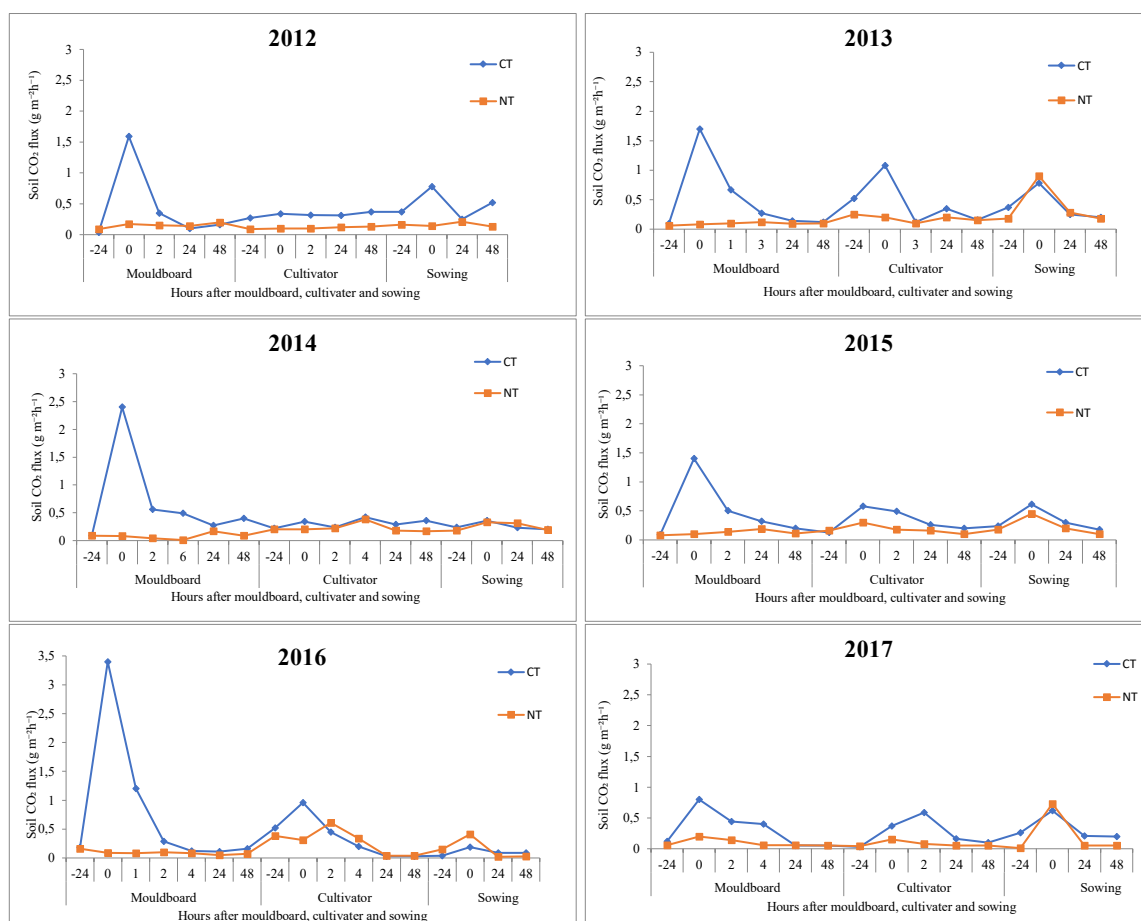 2012
Soil CO₂ flux (g m⁻²h⁻¹)
3
2,5
2
1,5
1
0,5
0
CT
NT
-24 0 2 24 48 -24 0 2 24 48 -24 0 24 48
Mouldboard Cultivator Sowing
Hours after mouldboard, cultivater and sowing
2013
Soil CO₂ flux (g m⁻²h⁻¹)
3
2,5
2
1,5
1
0,5
0
CT
NT
-24 0 1 3 24 48 -24 0 3 24 48 -24 0 24 48
Mouldboard Cultivator Sowing
Hours after mouldboard, cultivater and sowing
2014
Soil CO₂ flux (g m⁻²h⁻¹)
3
2,5
2
1,5
1
0,5
0
CT
NT
-24 0 2 6 24 48 -24 0 2 4 24 48 -24 0 24 48
Mouldboard Cultivator Sowing
Hours after mouldboard, cultivater and sowing
2015
Soil CO₂ flux (g m⁻²h⁻¹)
3
2,5
2
1,5
1
0,5
0
CT
NT
-24 0 2 4 24 48 -24 0 2 24 48 -24 0 24 48
Mouldboard Cultivator Sowing
Hours after mouldboard, cultivater and sowing
2016
Soil CO₂ flux (g m⁻²h⁻¹)
3,5
3
2,5
2
1,5
1
0,5
0
CT
NT
-24 0 1 2 4 24 48 -24 0 2 4 24 48 -24 0 24 48
Mouldboard Cultivator Sowing
Hours after mouldboard, cultivater and sowing
2017
Soil CO₂ flux (g m⁻²h⁻¹)
3
2,5
2
1,5
1
0,5
0
CT
NT
-24 0 2 4 24 48 -24 0 2 24 48 -24 0 24 48
Mouldboard Cultivator Sowing
Hours after mouldboard, cultivater and sowing